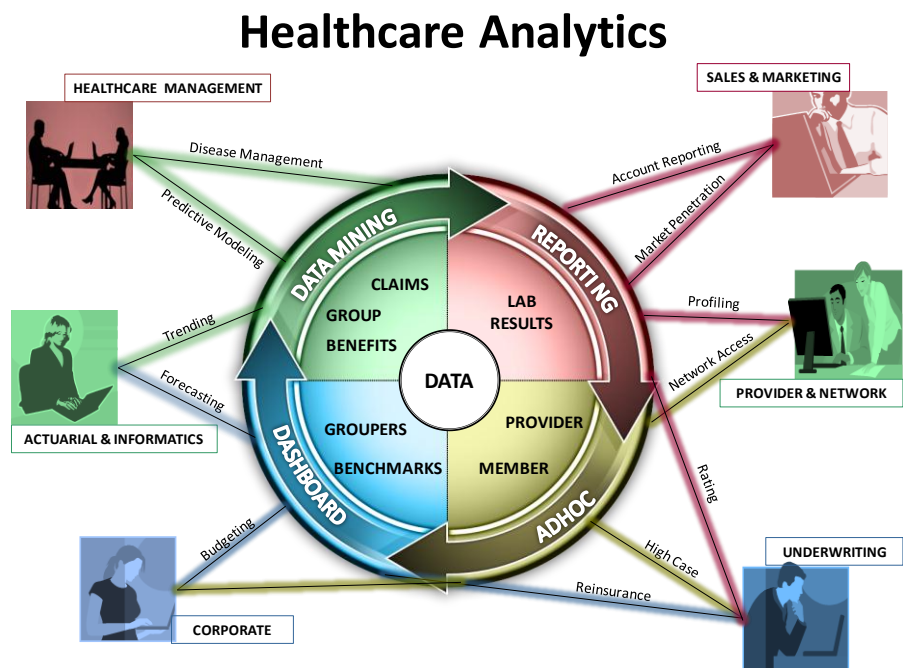 Healthcare Analytics
HEALTHCARE MANAGEMENT
SALES & MARKETING
Disease Management
Predictive Modeling
Account Reporting
Market Penetration
DATA MINING
REPORTING
CLAIMS
GROUP
BENEFITS
LAB
RESULTS
Trending
Forecasting
Profiling
Network Access
PROVIDER & NETWORK
ACTUARIAL & INFORMATICS
DATA
GROUPERS
BENCHMARKS
PROVIDER
MEMBER
DASHBOARD
ADHOC
Rating
Budgeting
High Case
Reinsurance
UNDERWRITING
CORPORATE